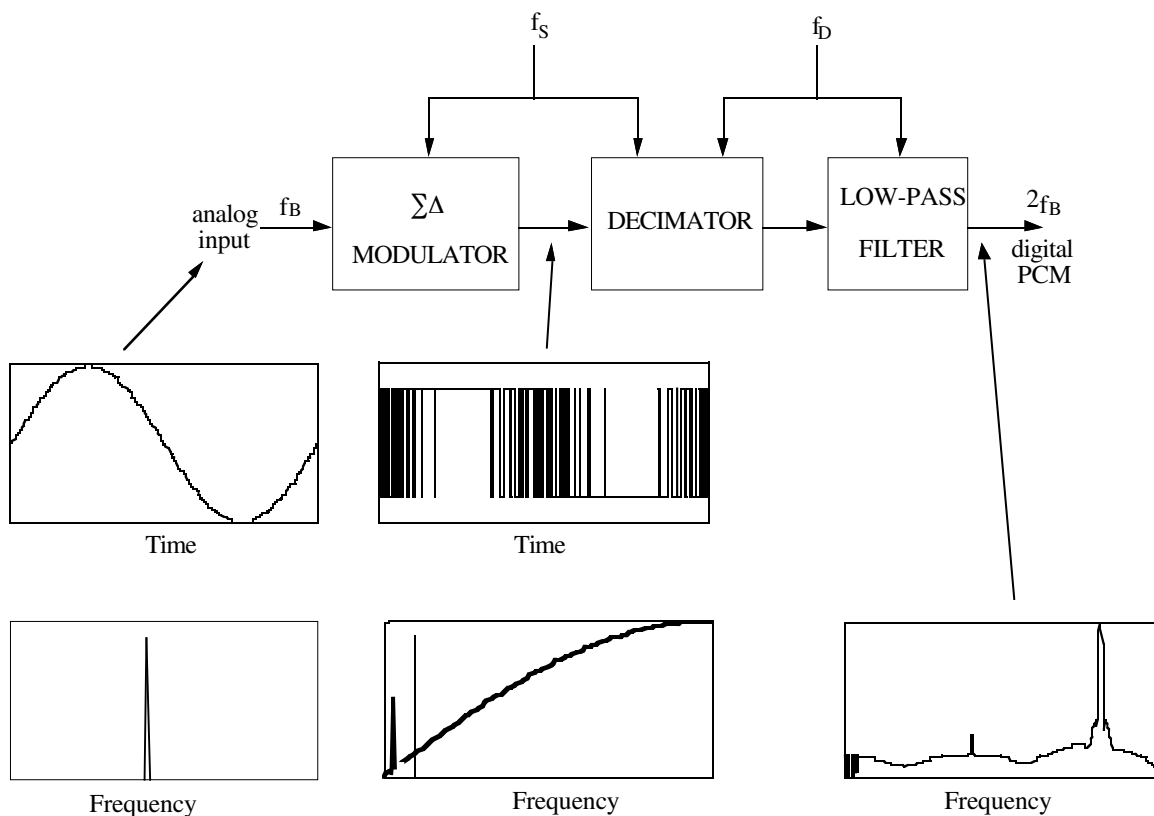 f_S
f_D
analog
input
f_B
∑Δ
MODULATOR
DECIMATOR
LOW-PASS
FILTER
2f_B
digital
PCM
Time
Time
Frequency
Frequency
Frequency